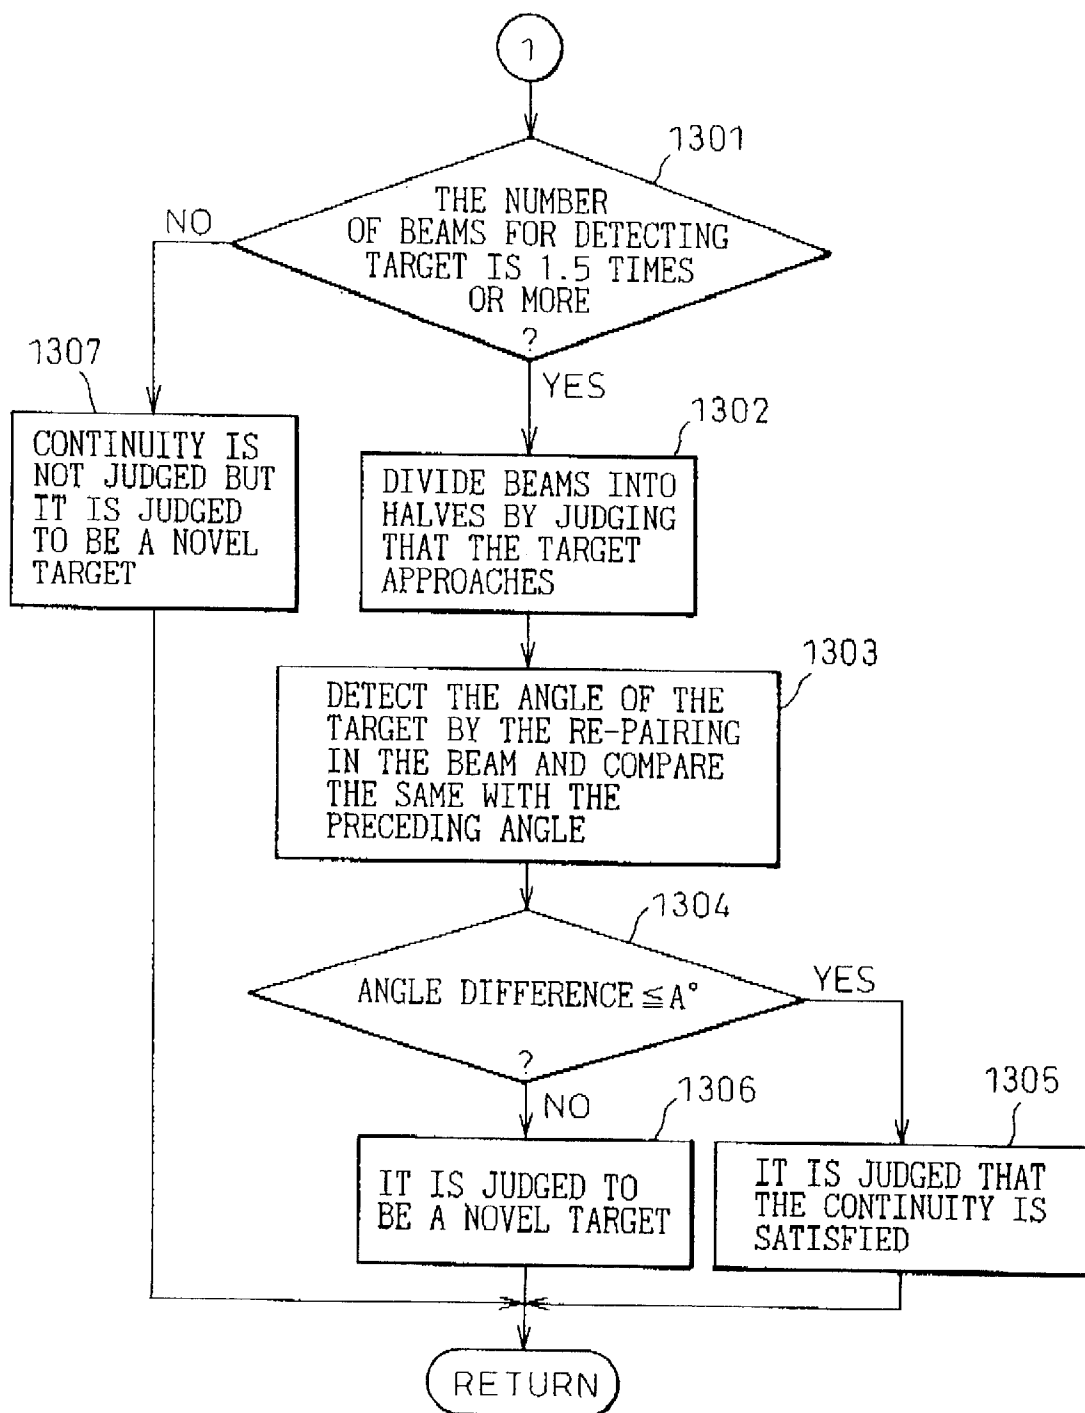 1
1301
THE NUMBER
OF BEAMS FOR DETECTING
TARGET IS 1.5 TIMES
OR MORE
?
NO
YES
1307
CONTINUITY IS
NOT JUDGED BUT
IT IS JUDGED
TO BE A NOVEL
TARGET
1302
DIVIDE BEAMS INTO
HALVES BY JUDGING
THAT THE TARGET
APPROACHES
1303
DETECT THE ANGLE OF THE
TARGET BY THE RE-PAIRING
IN THE BEAM AND COMPARE
THE SAME WITH THE
PRECEDING ANGLE
1304
ANGLE DIFFERENCE ≦ A°
?
YES
NO
1306
IT IS JUDGED TO
BE A NOVEL TARGET
1305
IT IS JUDGED THAT
THE CONTINUITY IS
SATISFIED
RETURN